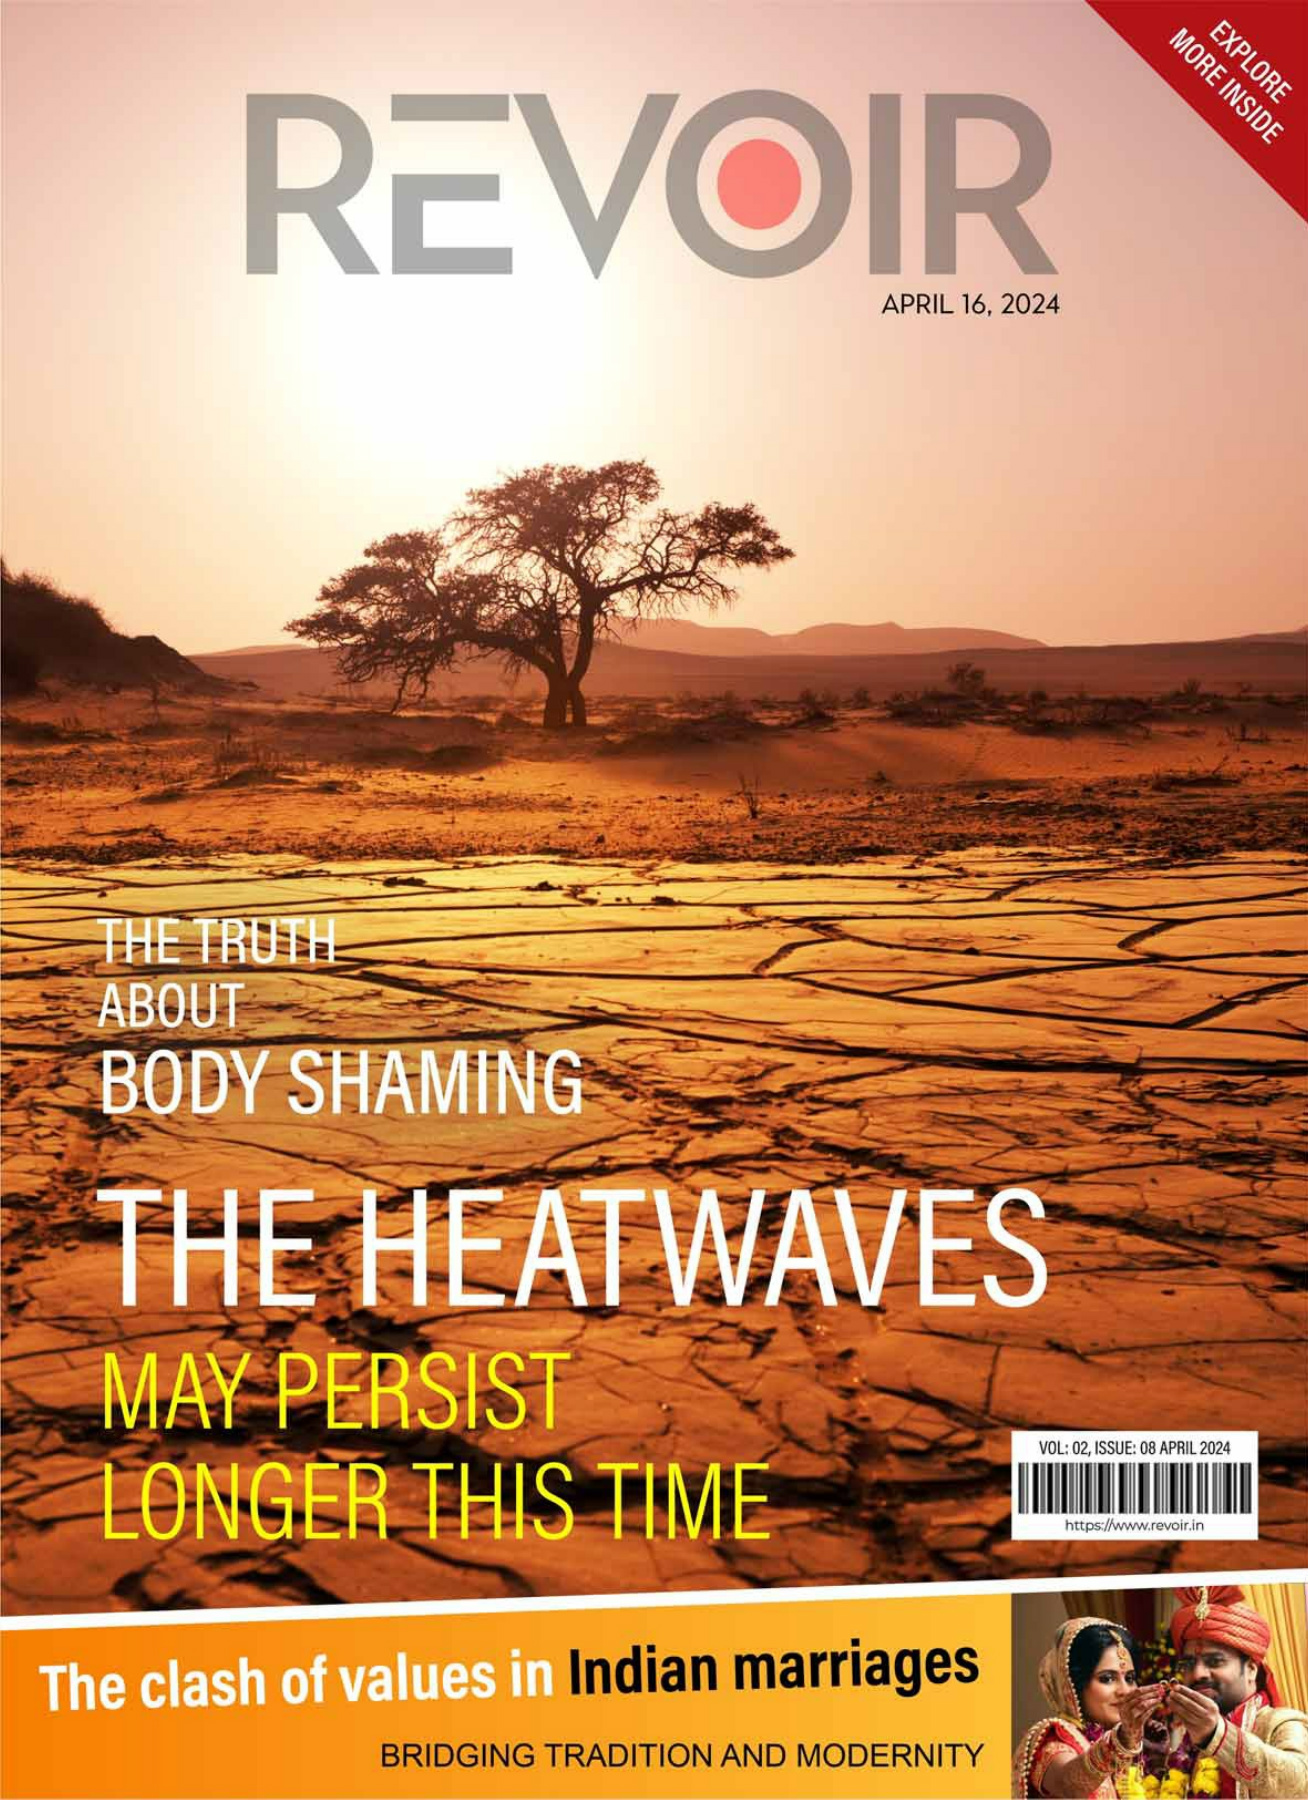 EXPLORE
MORE INSIDE
REVOIR
APRIL 16, 2024
THE TRUTH
ABOUT
BODY SHAMING
THE HEATWAVES
MAY PERSIST
LONGER THIS TIME
VOL: 02, ISSUE: 08 APRIL 2024
https://www.revoir.in
The clash of values in Indian marriages
BRIDGING TRADITION AND MODERNITY